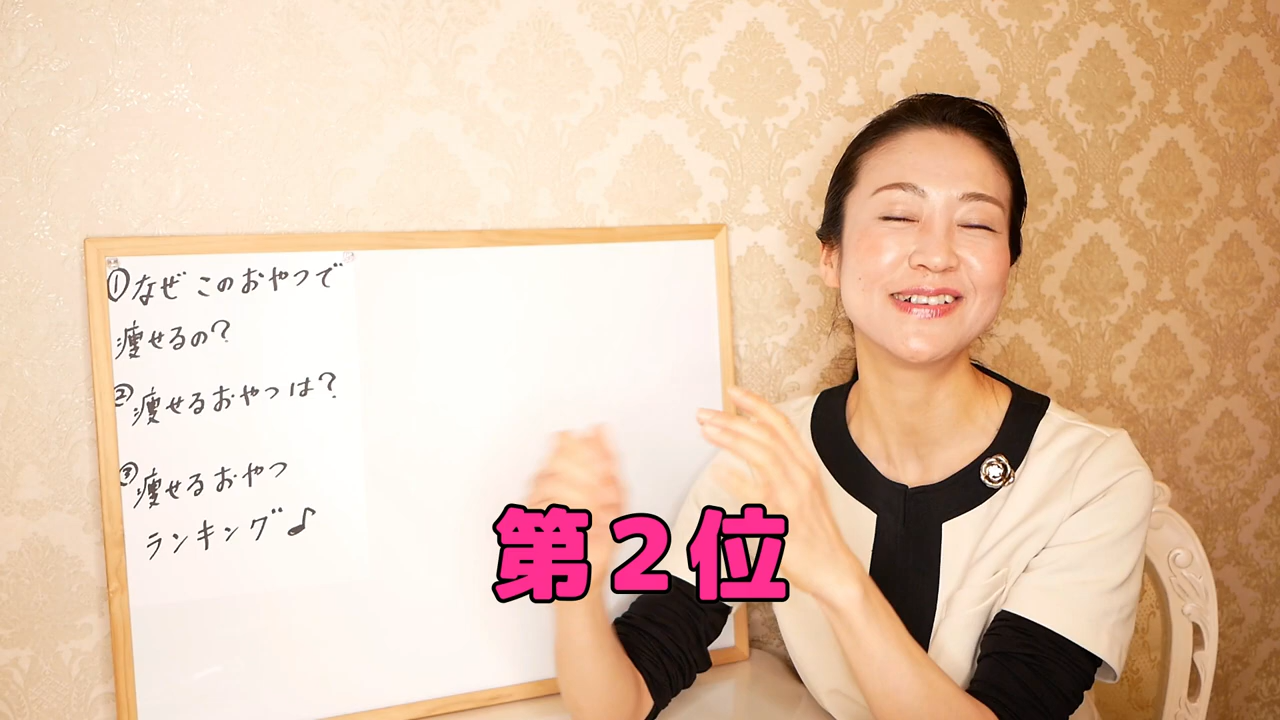 ①なぜ このおやつで
痩せるの?
②痩せるおやつは?
③痩せるおやつ
ランキング♪
第2位